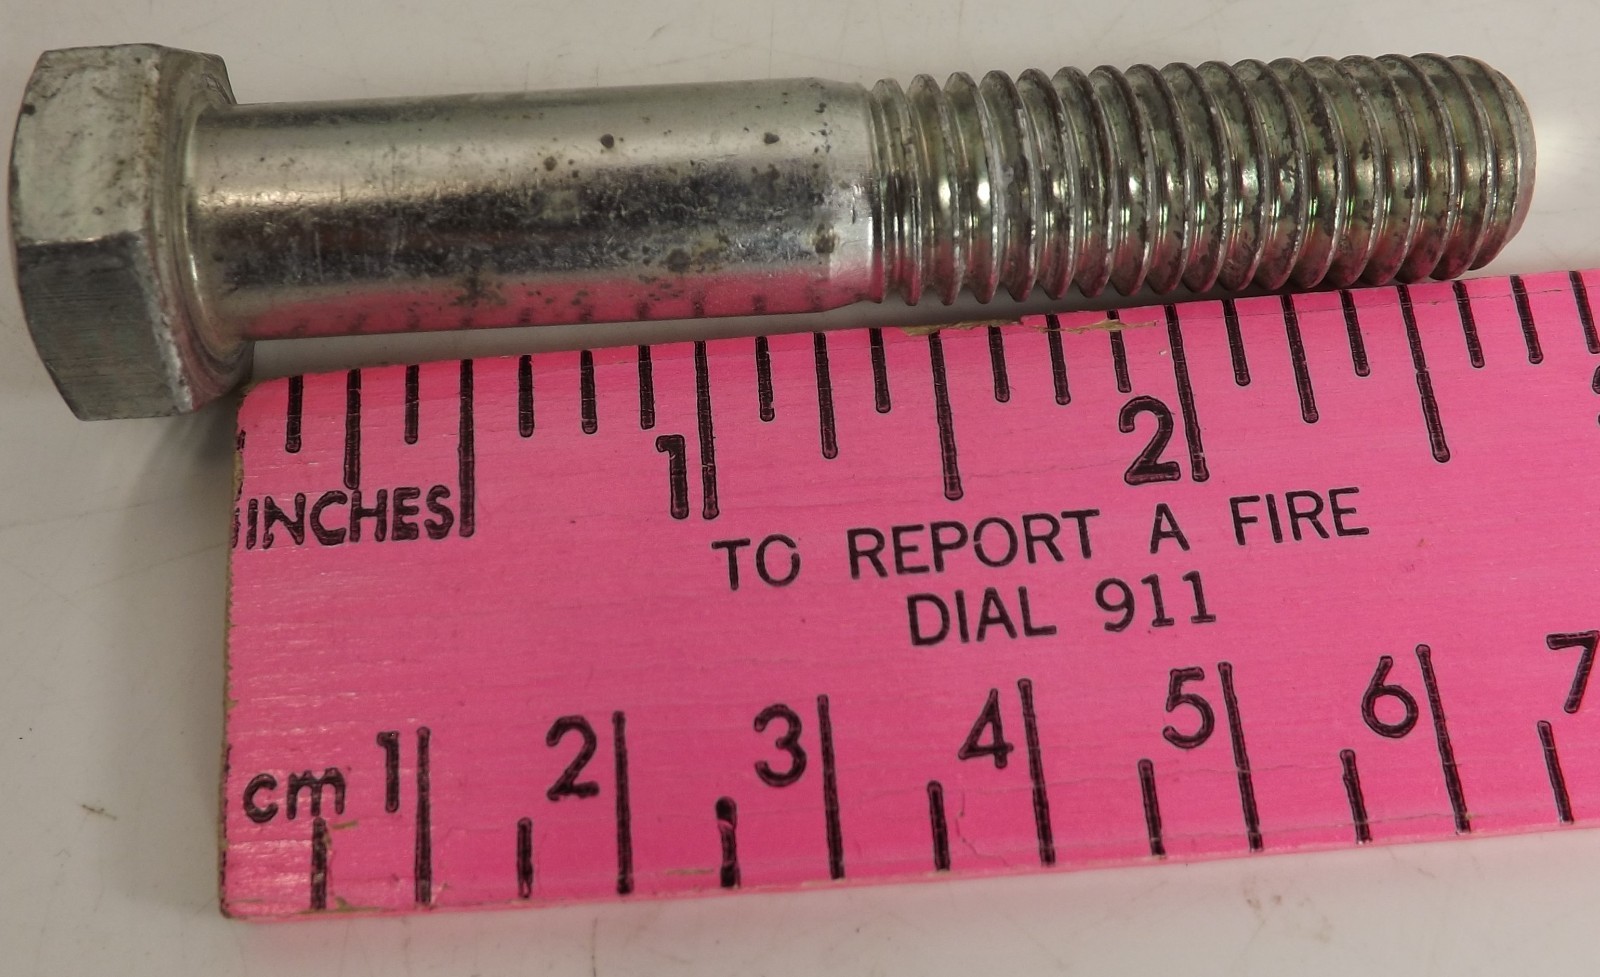 1 2
INCHES
TO REPORT A FIRE
DIAL 911
cm 1 2 3 4 5 6 7